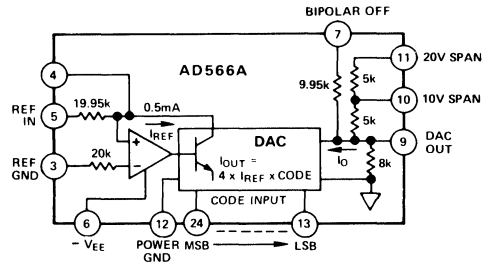 BIPOLAR OFF
7
11
20V SPAN
4
AD566A
9.95k
5k
10
10V SPAN
REF
IN
5
19.95k
0.5mA
5k
IREF
+
DAC
9
DAC
OUT
REF
GND
3
20k
−
IOUT =
4 x IREF x CODE
IO
8k
CODE INPUT
6
12
24
13
− VEE
POWER
GND
MSB
LSB